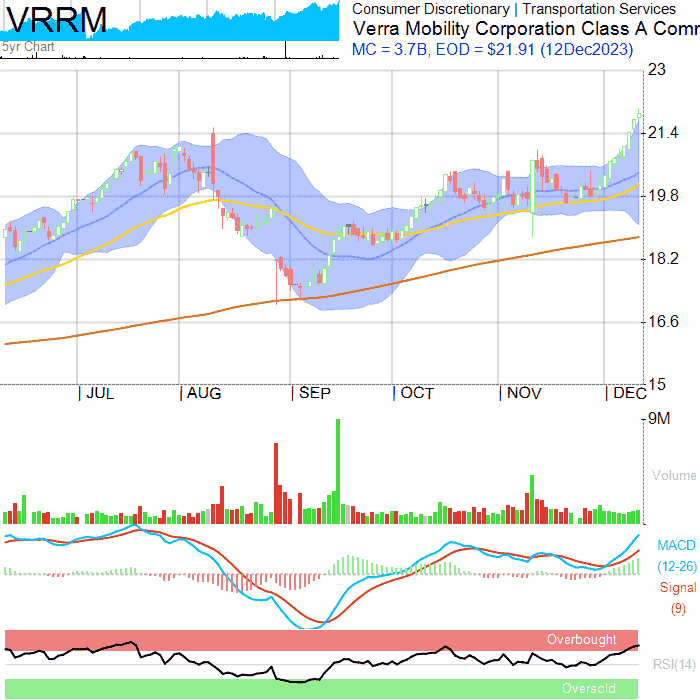 VRRM
5yr Chart
Consumer Discretionary | Transportation Services
Verra Mobility Corporation Class A Comm
MC = 3.7B, EOD = $21.91 (12Dec2023)
23
21.4
19.8
18.2
16.6
15
| JUL | AUG | SEP | OCT | NOV | DEC
9M
Volume
MACD
(12-26)
Signal
(9)
Overbought
RSI(14)
Oversold